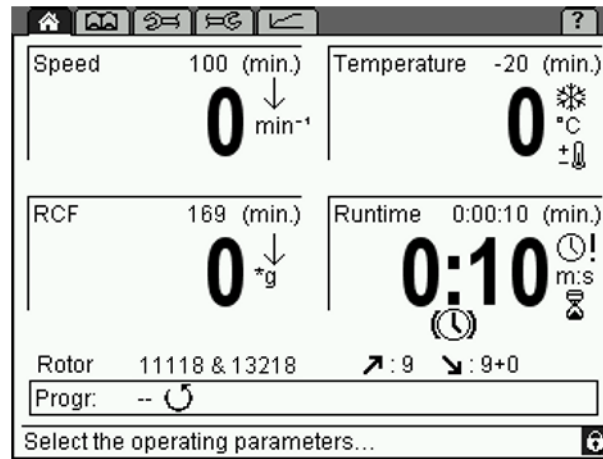 ?
Speed 100 (min.)
0 min⁻¹
Temperature -20 (min.)
0 °C
RCF 169 (min.)
0 *g
Runtime 0:00:10 (min.)
0:10 m:s
Rotor 11118 & 13218 : 9 : 9+0
Progr: --
Select the operating parameters...